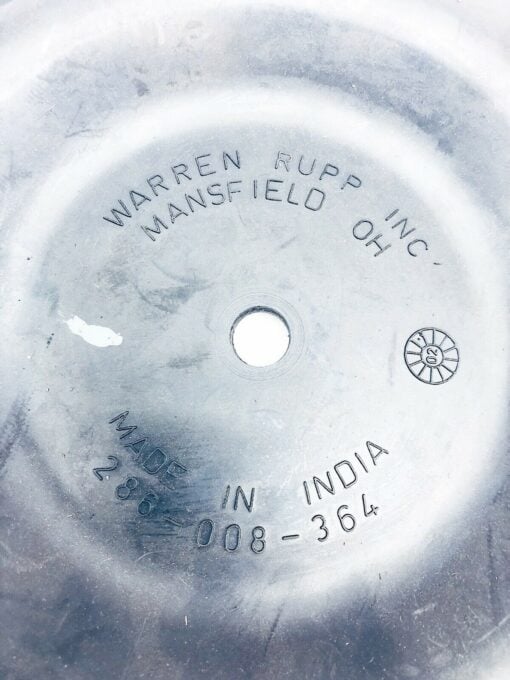 WARREN RUPP INC.
MANSFIELD OH
02
MADE IN INDIA
286-008-364